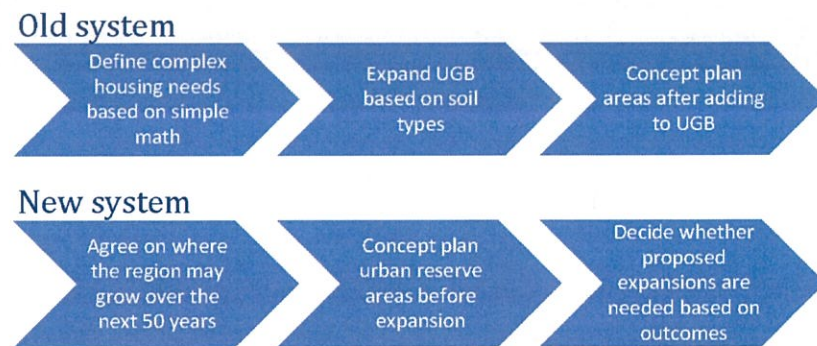 Old system
Define complex
housing needs
based on simple
math
Expand UGB
based on soil
types
Concept plan
areas after adding
to UGB
New system
Agree on where
the region may
grow over the
next 50 years
Concept plan
urban reserve
areas before
expansion
Decide whether
proposed
expansions are
needed based on
outcomes